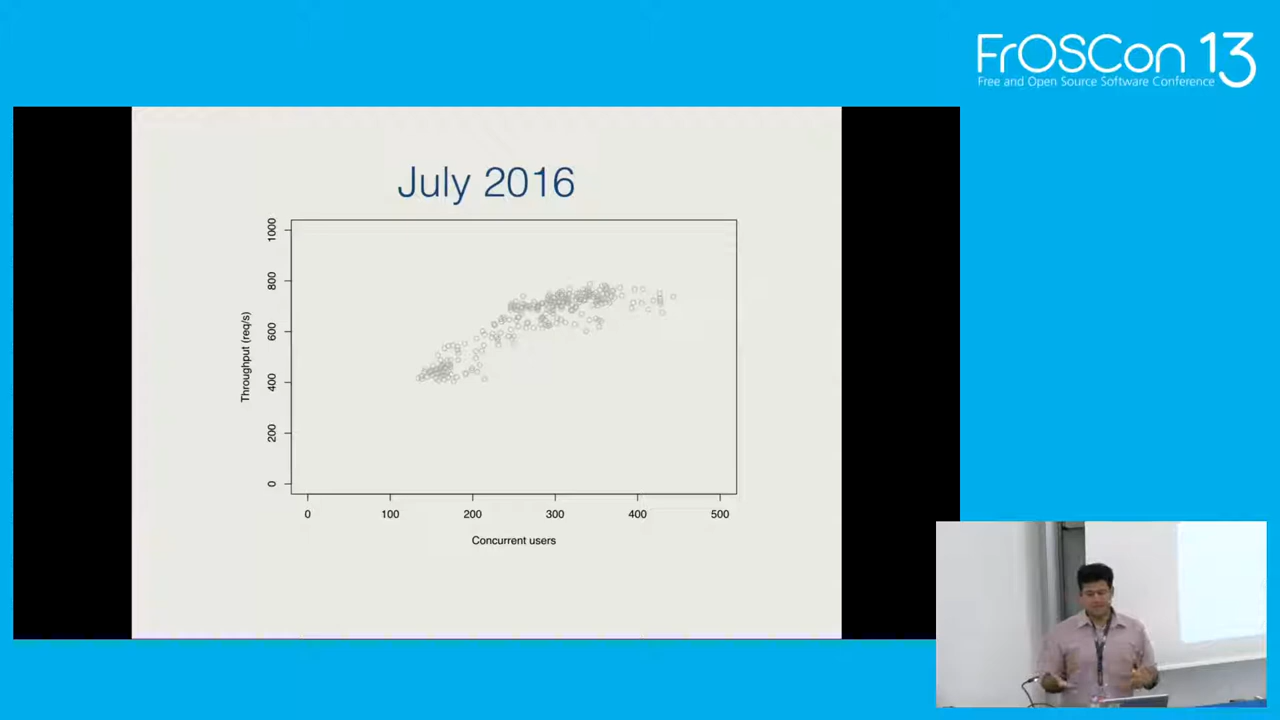 FrOSCon 13
Free and Open Source Software Conference
July 2016
Throughput (req/s)
1000
800
600
400
200
0
0 100 200 300 400 500
Concurrent users